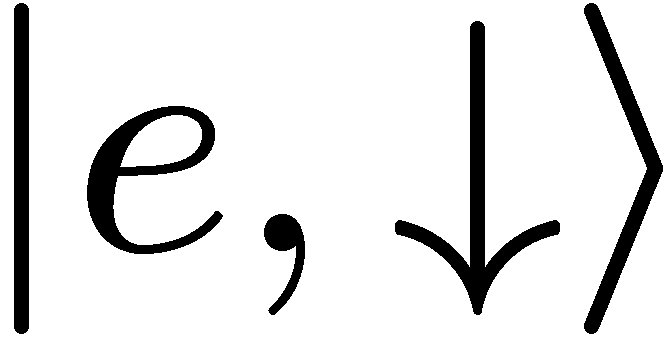 |e, ↓⟩